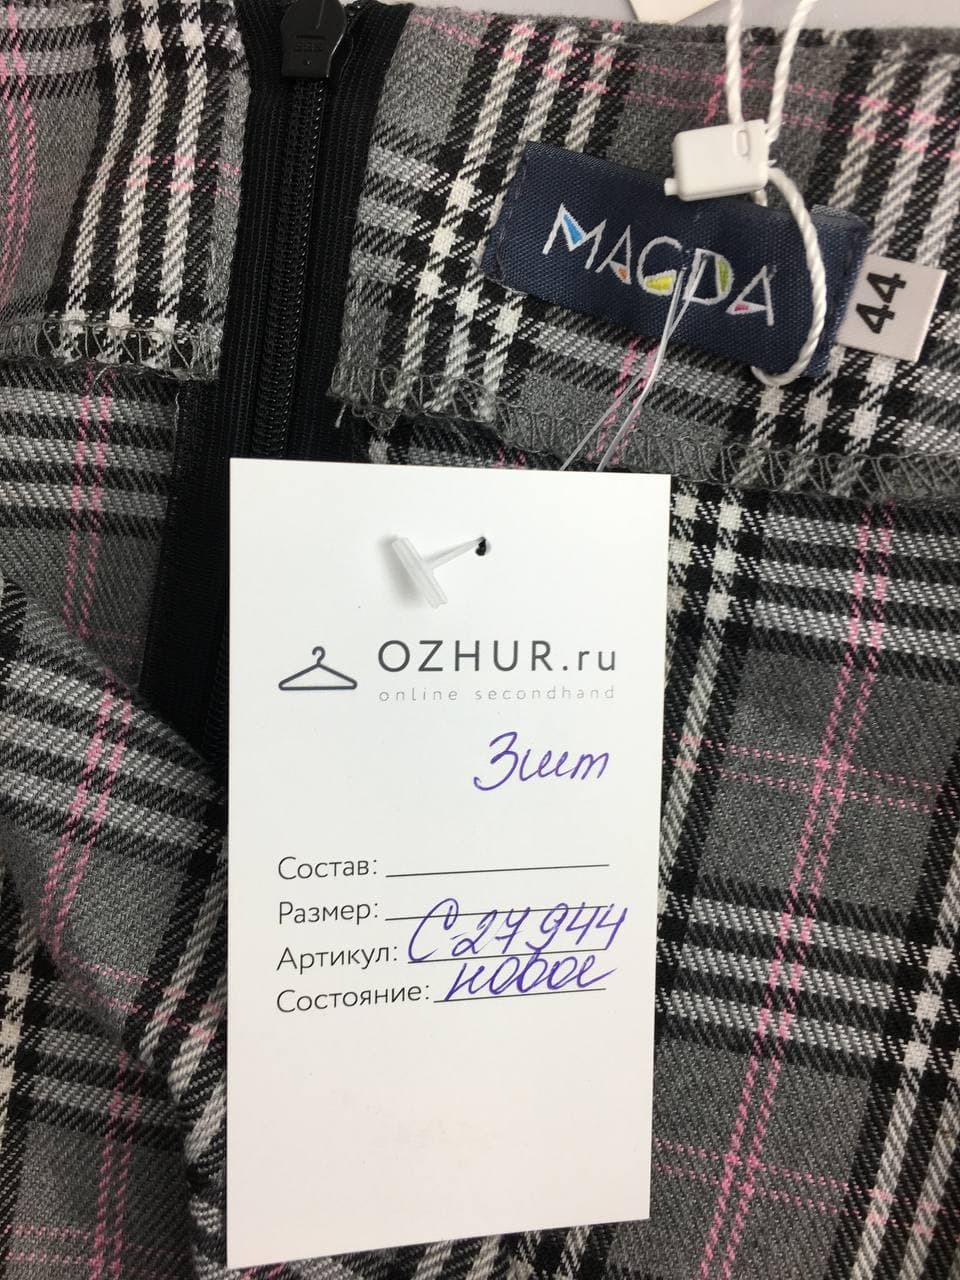 MAGDA
44
OZHUR.ru
online secondhand
3шт
Состав:
Размер:
Артикул: С27944
Состояние: новое